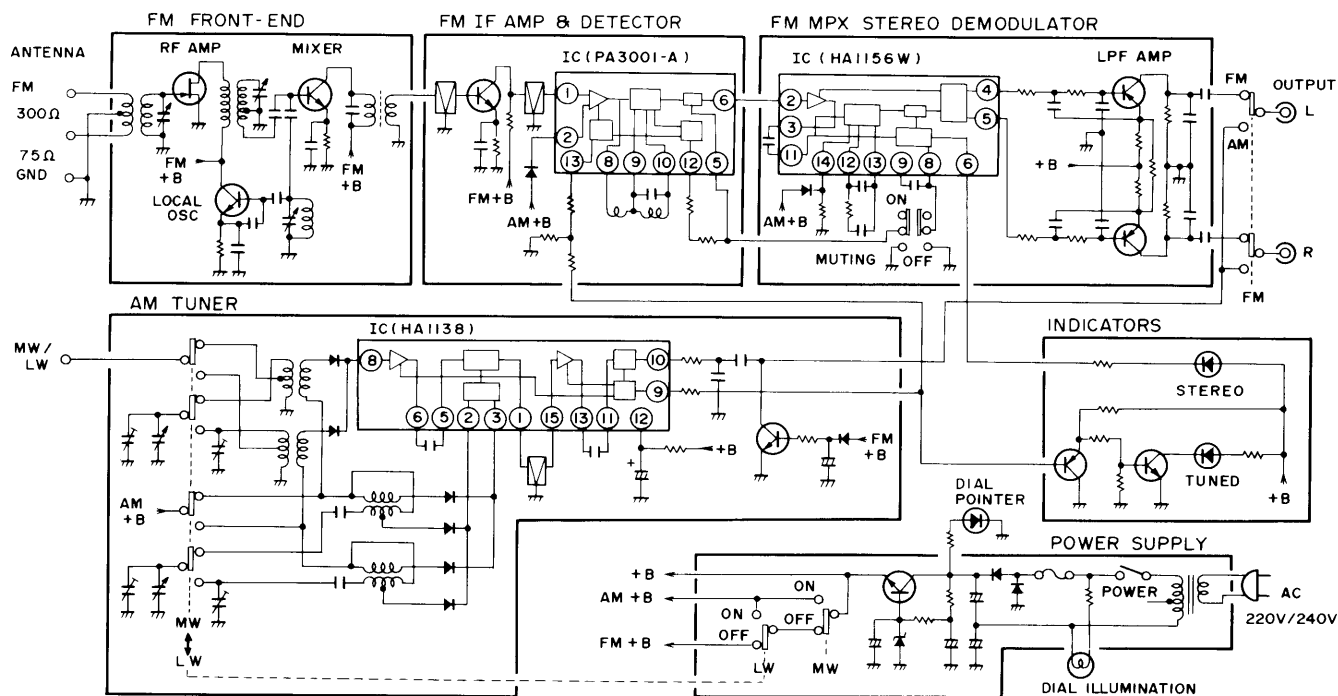 FM FRONT-END
FM IF AMP & DETECTOR
FM MPX STEREO DEMODULATOR
ANTENNA
RF AMP
MIXER
IC(PA3001-A)
IC (HA1156W)
LPF AMP
FM
300Ω
75Ω
GND
FM
+B
LOCAL
OSC
FM
+B
1
2
13
8
9
10
12
5
6
FM+B
AM+B
2
3
11
14
12
13
9
8
6
4
5
AM+B
ON
MUTING
OFF
+B
FM
AM
OUTPUT
L
R
FM
AM TUNER
IC(HA1138)
MW/
LW
8
6
5
2
3
1
15
13
11
12
10
9
+
+B
FM
+B
AM
+B
MW
LW
INDICATORS
STEREO
TUNED
+B
DIAL
POINTER
POWER SUPPLY
+B
AM +B
FM +B
ON
OFF
LW
ON
OFF
MW
POWER
AC
220V/240V
DIAL ILLUMINATION